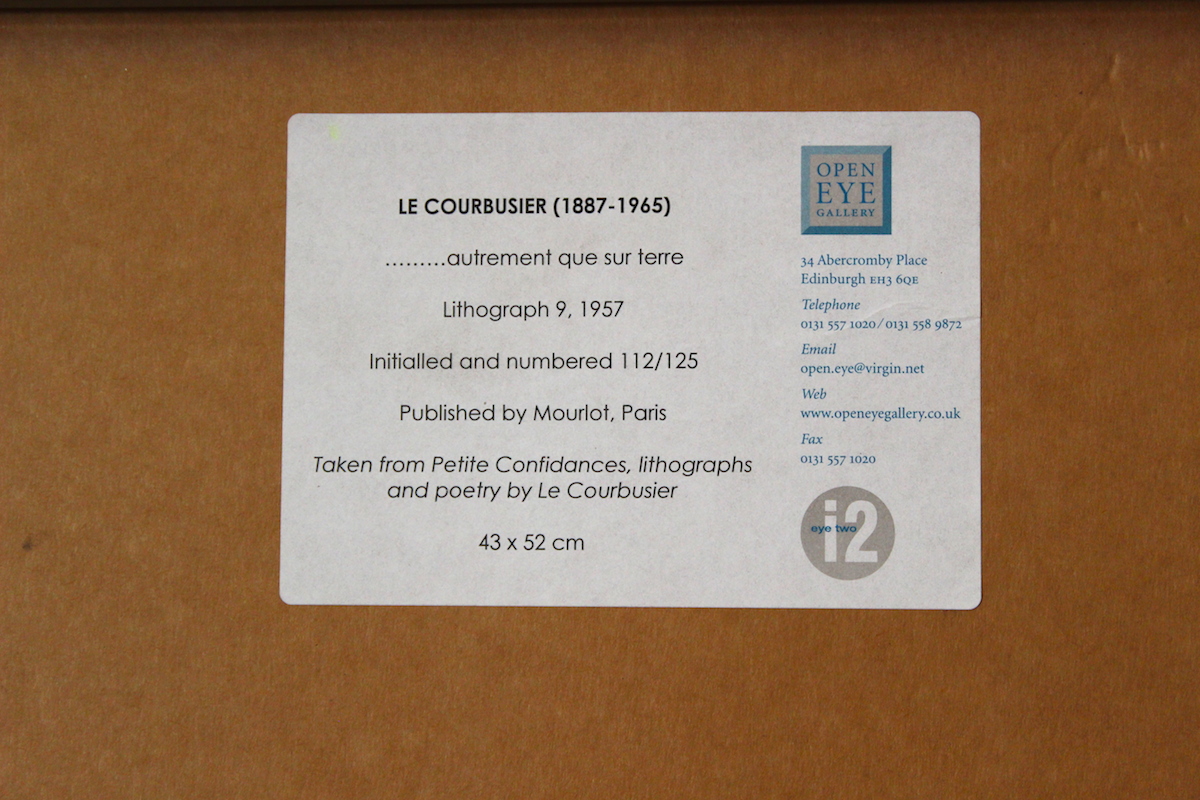 LE COURBUSIER (1887-1965)
.........autrement que sur terre
Lithograph 9, 1957
Initialled and numbered 112/125
Published by Mourlot, Paris
Taken from Petite Confidances, lithographs
and poetry by Le Courbusier
43 x 52 cm
OPEN
EYE
GALLERY
34 Abercromby Place
Edinburgh EH3 6QE
Telephone
0131 557 1020/0131 558 9872
Email
open.eye@virgin.net
Web
www.openeyegallery.co.uk
Fax
0131 557 1020
eye two
i2